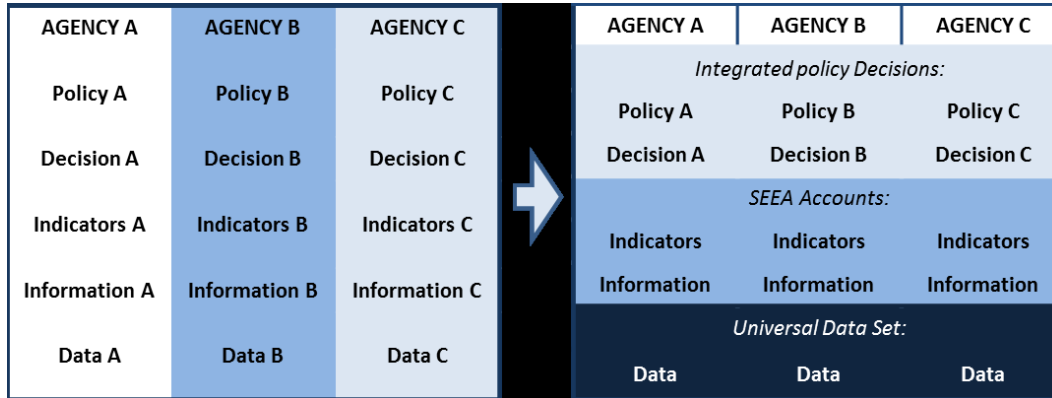 AGENCY A AGENCY B AGENCY C
Policy A Policy B Policy C
Decision A Decision B Decision C
Indicators A Indicators B Indicators C
Information A Information B Information C
Data A Data B Data C
AGENCY A AGENCY B AGENCY C
Integrated policy Decisions:
Policy A Policy B Policy C
Decision A Decision B Decision C
SEEA Accounts:
Indicators Indicators Indicators
Information Information Information
Universal Data Set:
Data Data Data